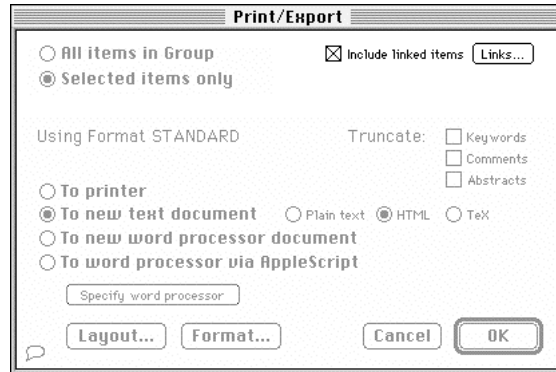 Print/Export
All items in Group
Include linked items Links...
Selected items only
Using Format STANDARD Truncate: Keywords
Comments
Abstracts
To printer
To new text document Plain text HTML TeX
To new word processor document
To word processor via AppleScript
Specify word processor
Layout... Format... Cancel OK